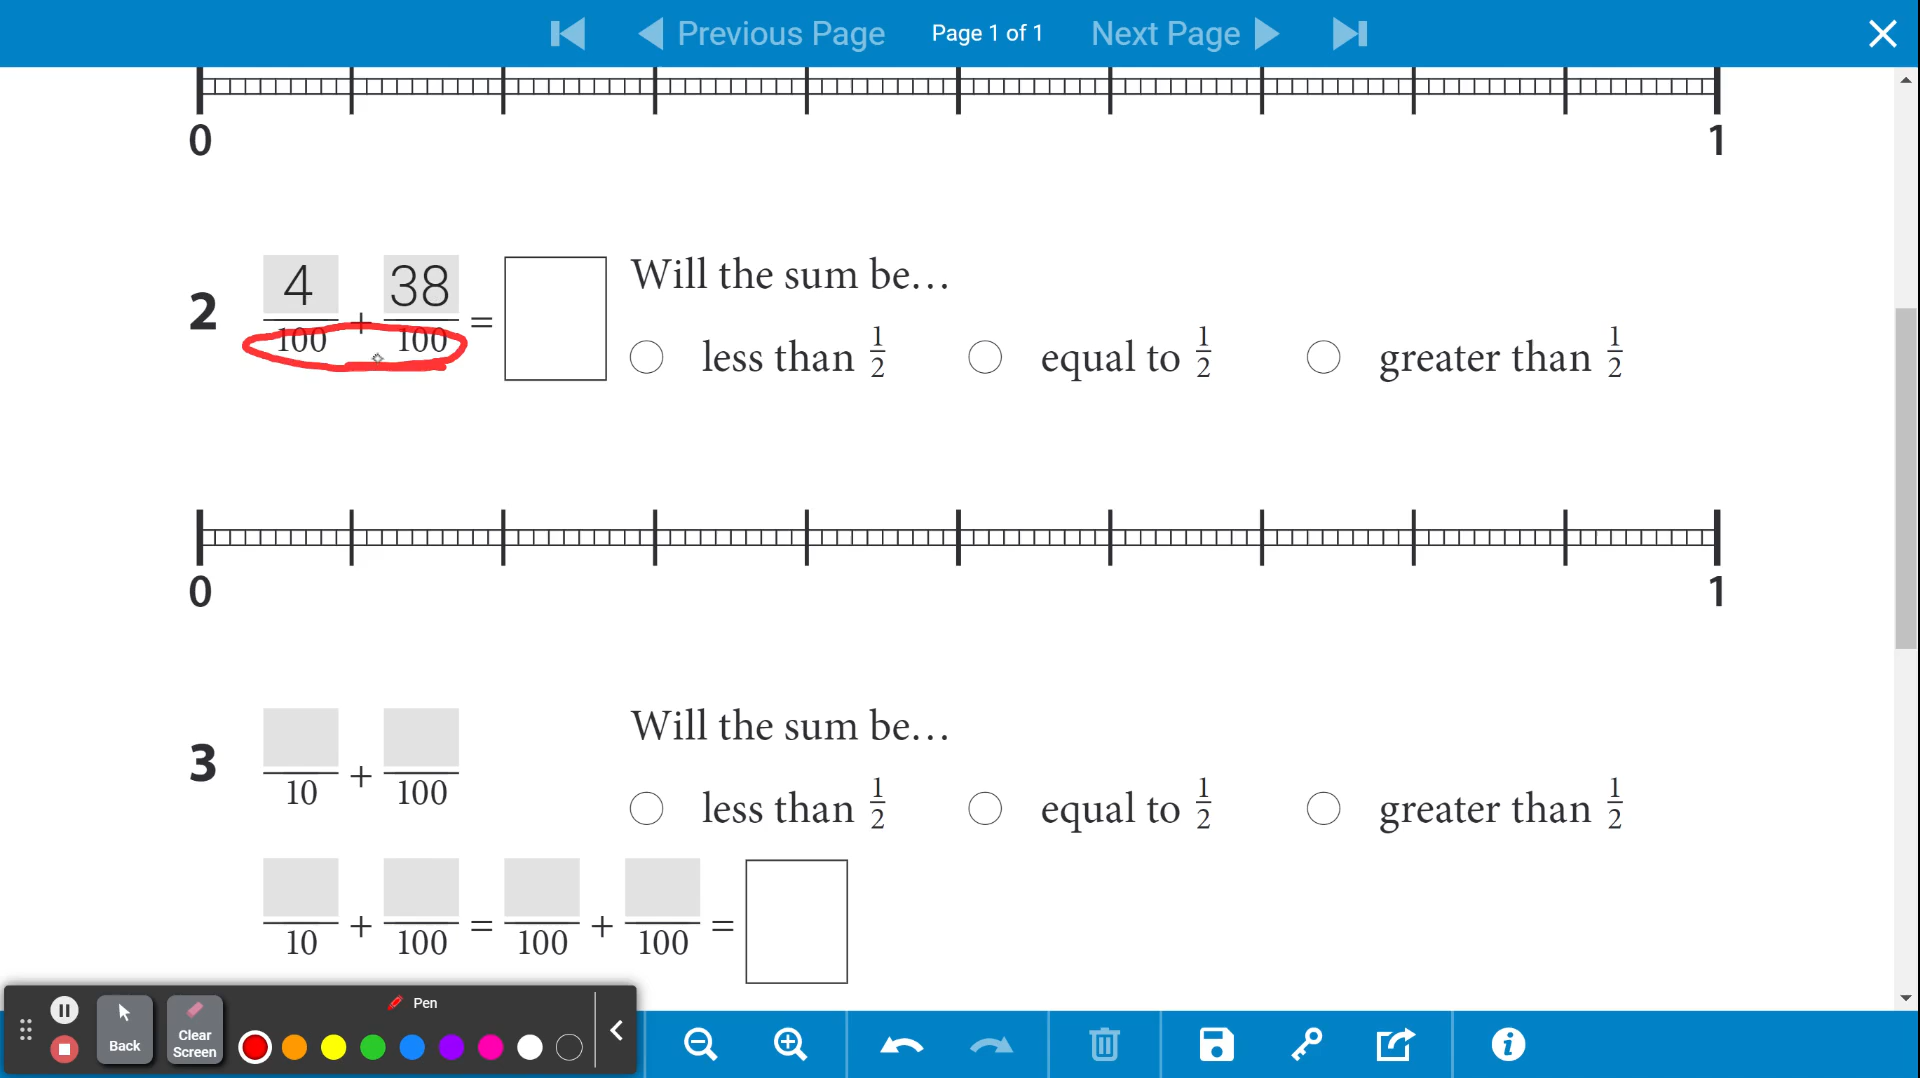 Previous Page Page 1 of 1 Next Page
0 1
2 4/100 + 38/100 = Will the sum be...
less than 1/2 equal to 1/2 greater than 1/2
0 1
3 /10 + /100 Will the sum be...
less than 1/2 equal to 1/2 greater than 1/2
/10 + /100 = /100 + /100 =
Pen
Back Clear Screen